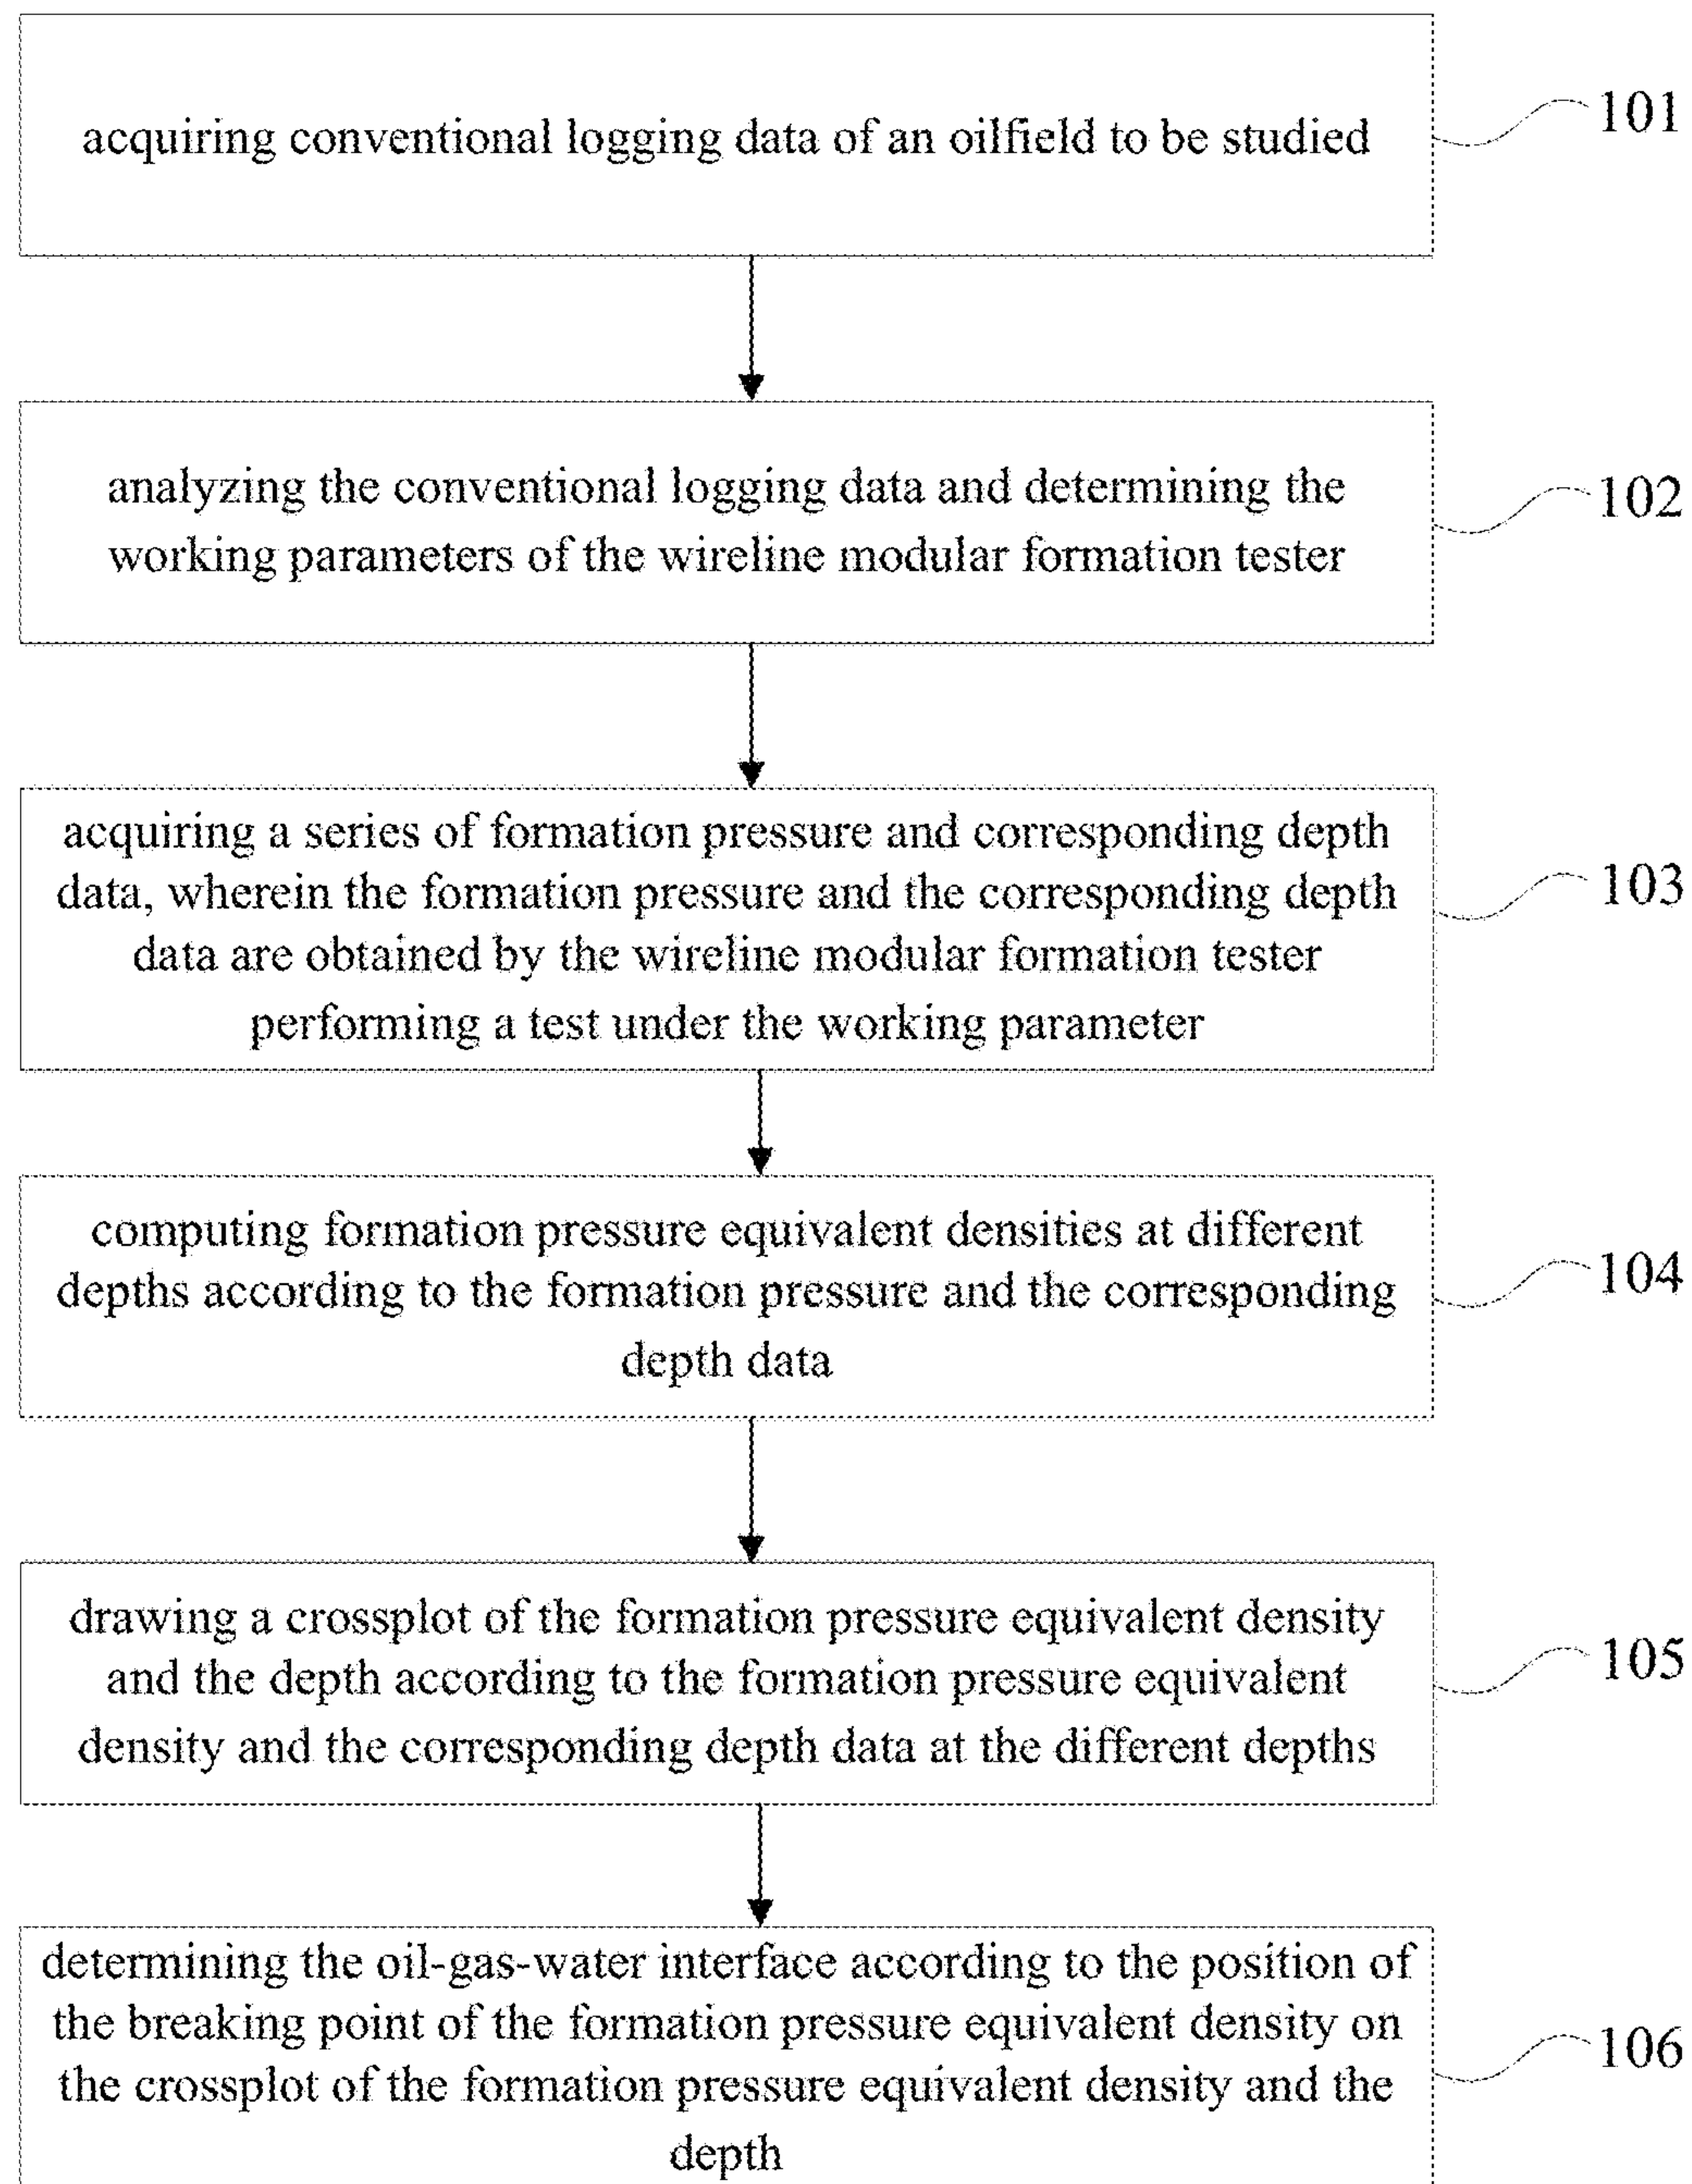 acquiring conventional logging data of an oilfield to be studied
101
analyzing the conventional logging data and determining the
working parameters of the wireline modular formation tester
102
acquiring a series of formation pressure and corresponding depth
data, wherein the formation pressure and the corresponding depth
data are obtained by the wireline modular formation tester
performing a test under the working parameter
103
computing formation pressure equivalent densities at different
depths according to the formation pressure and the corresponding
depth data
104
drawing a crossplot of the formation pressure equivalent density
and the depth according to the formation pressure equivalent
density and the corresponding depth data at the different depths
105
determining the oil-gas-water interface according to the position of
the breaking point of the formation pressure equivalent density on
the crossplot of the formation pressure equivalent density and the
depth
106